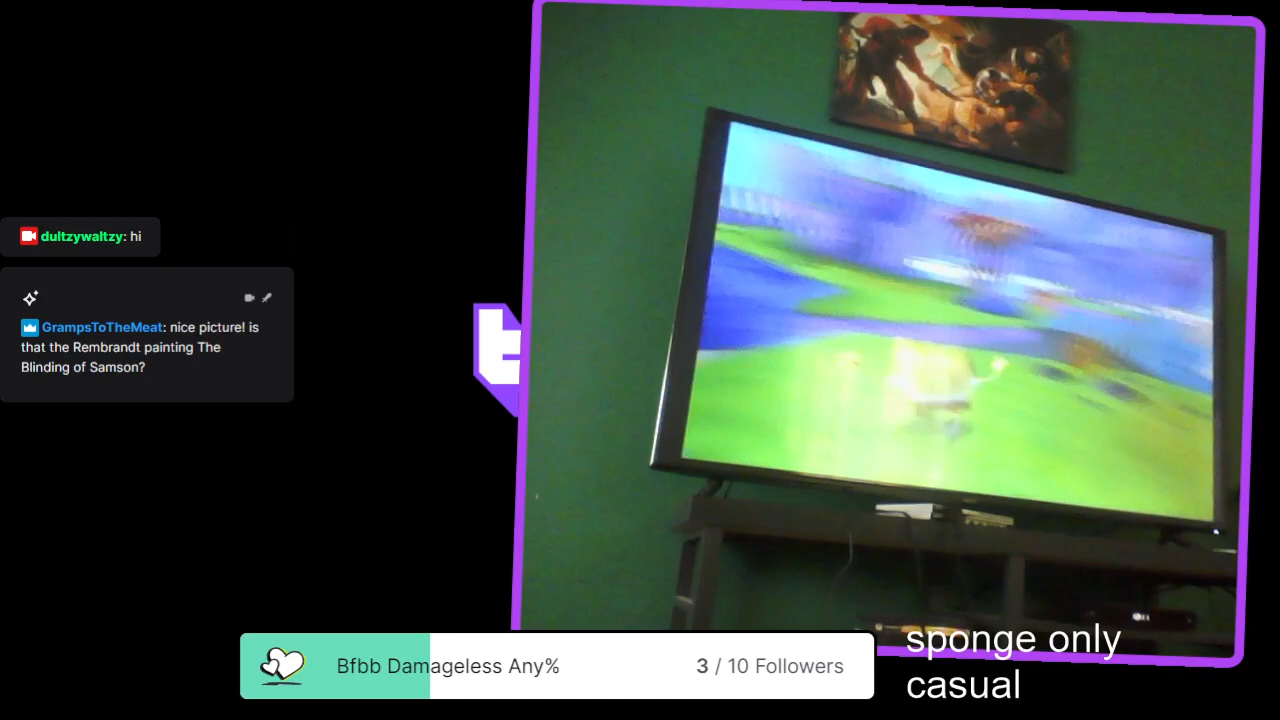 dultzywaltzy: hi
GrampsToTheMeat: nice picture! is
that the Rembrandt painting The
Blinding of Samson?
Bfbb Damageless Any% 3 / 10 Followers
sponge only
casual